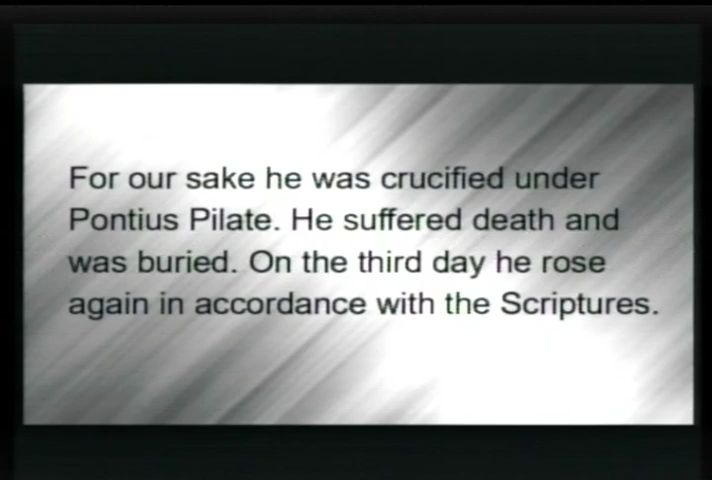 For our sake he was crucified under
Pontius Pilate. He suffered death and
was buried. On the third day he rose
again in accordance with the Scriptures.